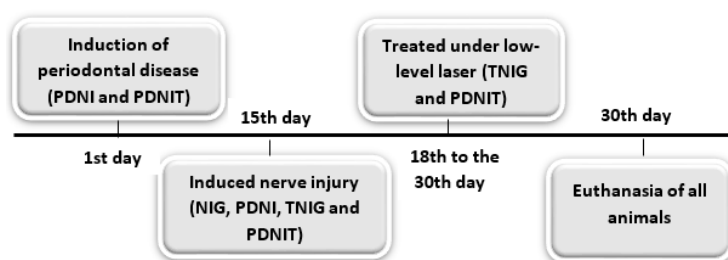 Induction of
periodontal disease
(PDNI and PDNIT)
1st day
15th day
Induced nerve injury
(NIG, PDNI, TNIG and
PDNIT)
Treated under low-
level laser (TNIG
and PDNIT)
18th to the
30th day
30th day
Euthanasia of all
animals